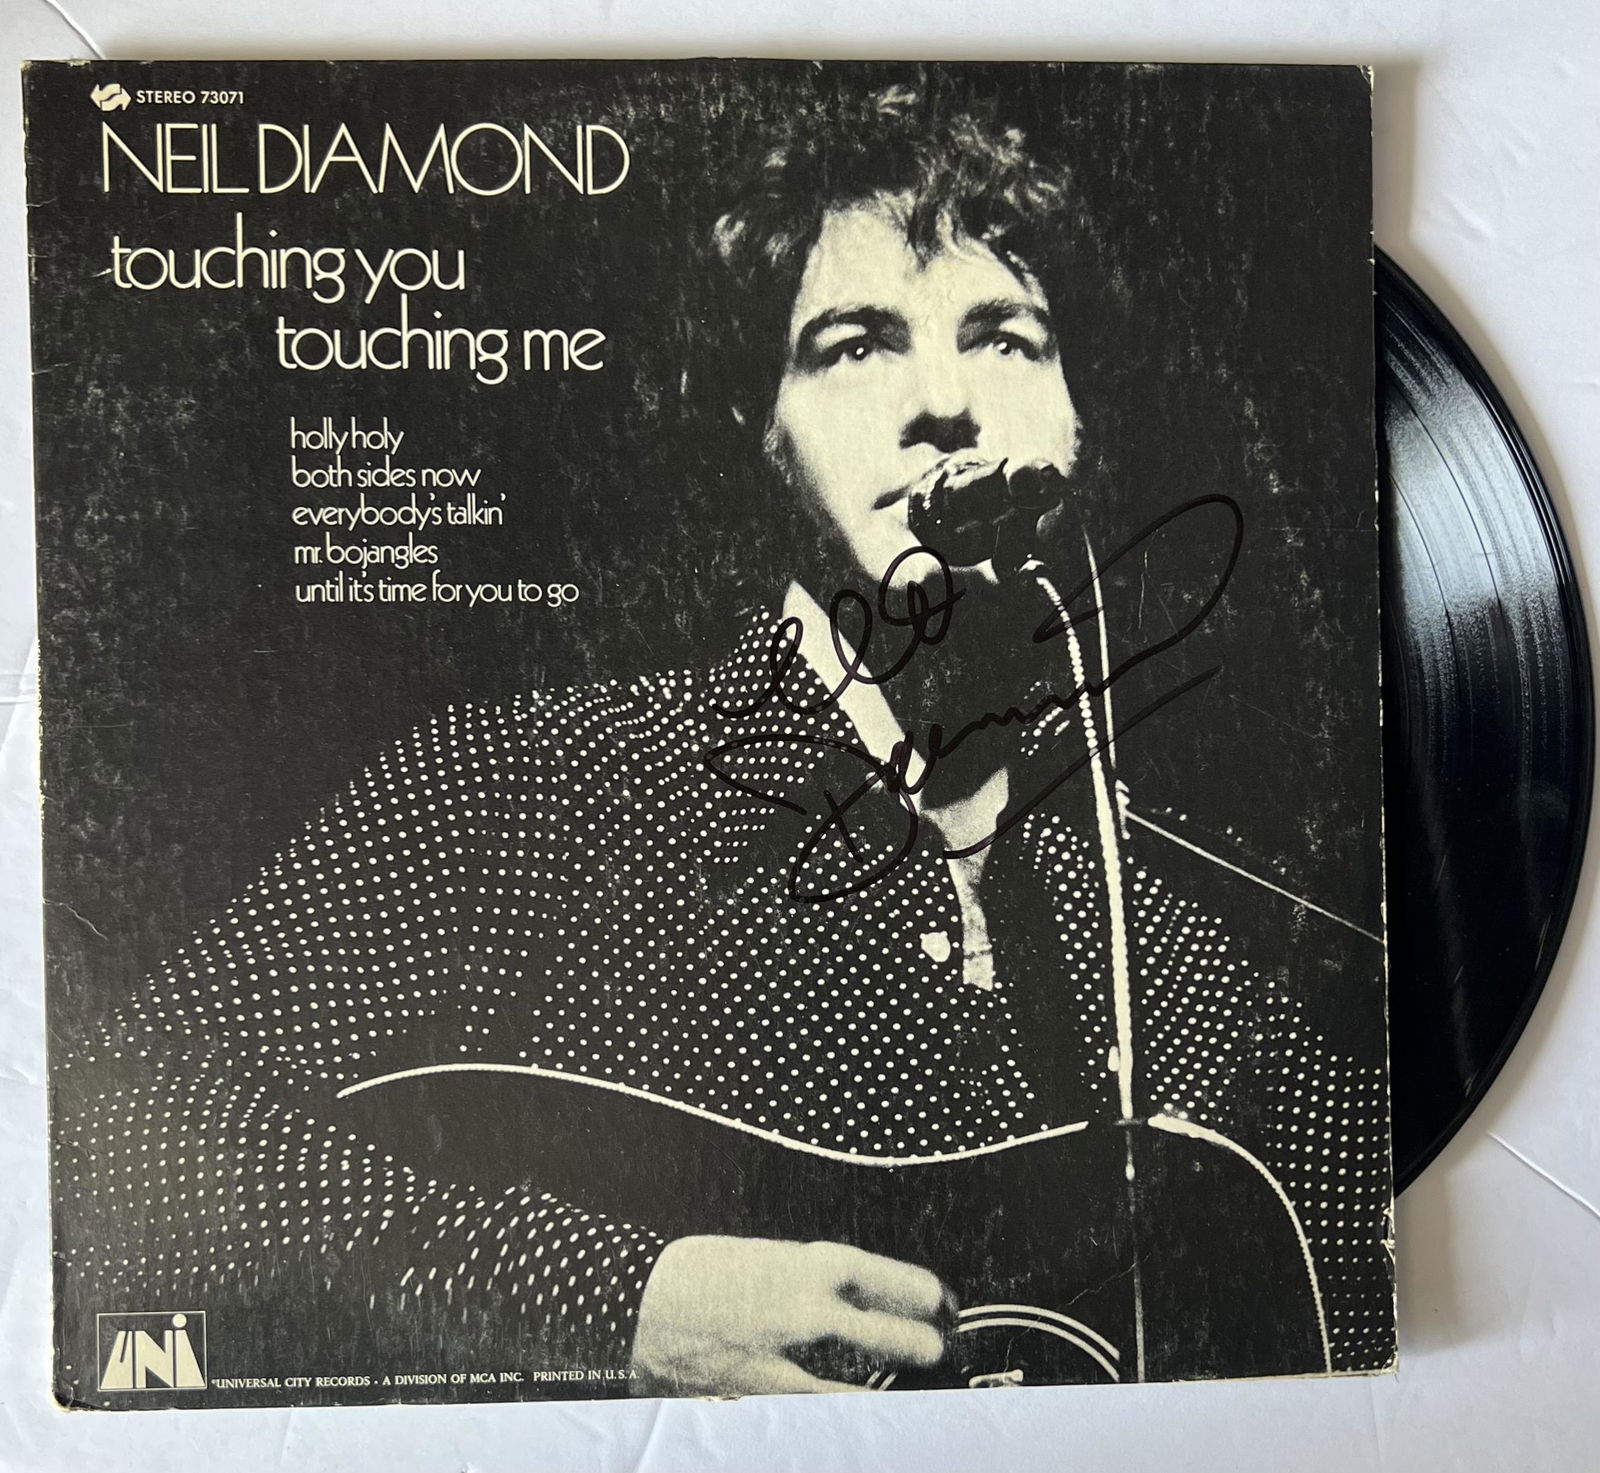 STEREO 73071
NEIL DIAMOND
touching you
touching me
holly holy
both sides now
everybody's talkin'
mr. bojangles
until it's time for you to go
UNI
*UNIVERSAL CITY RECORDS • A DIVISION OF MCA INC. PRINTED IN U.S.A.